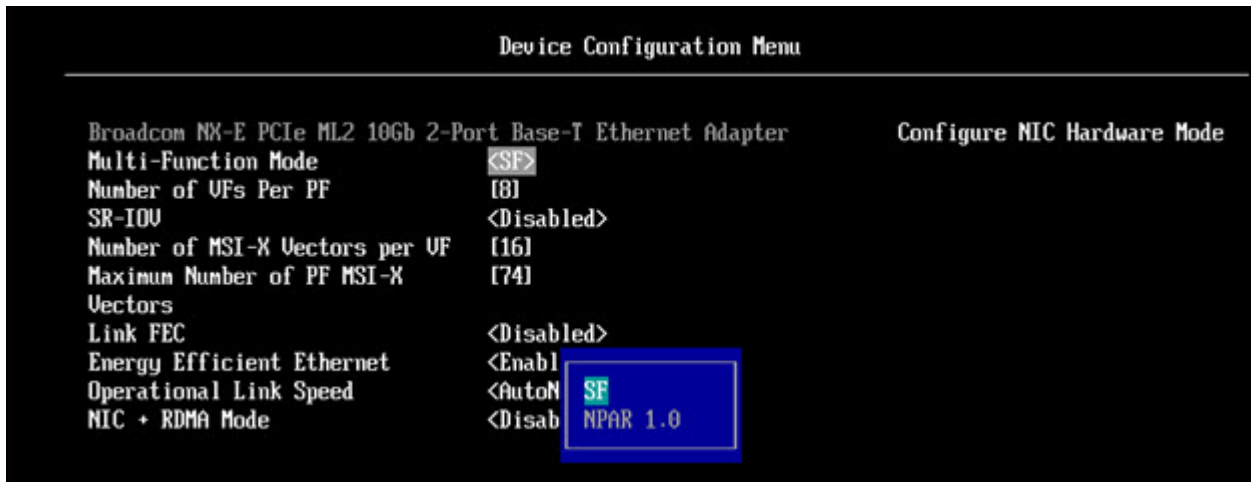 Device Configuration Menu
Broadcom NX-E PCIe ML2 10Gb 2-Port Base-T Ethernet Adapter Configure NIC Hardware Mode
Multi-Function Mode <SF>
Number of VFs Per PF [8]
SR-IOV <Disabled>
Number of MSI-X Vectors per VF [16]
Maximum Number of PF MSI-X [74]
Vectors
Link FEC <Disabled>
Energy Efficient Ethernet <Enabl
Operational Link Speed <AutoN SF
NIC + RDMA Mode <Disab NPAR 1.0